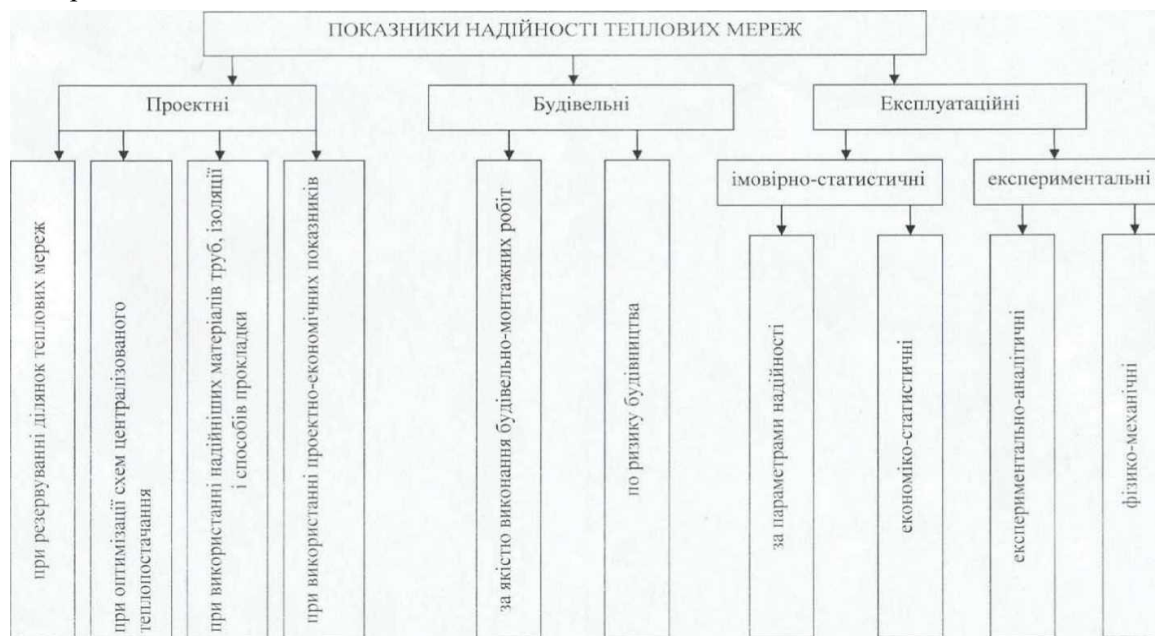 ПОКАЗНИКИ НАДІЙНОСТІ ТЕПЛОВИХ МЕРЕЖ
Проектні
Будівельні
Експлуатаційні
імовірно-статистичні
експериментальні
при резервуванні ділянок теплових мереж
при оптимізації схем централізованого
теплопостачання
при використанні надійніших матеріалів труб, ізоляції
і способів прокладки
при використанні проектно-економічних показників
за якістю виконання будівельно-монтажних робіт
по ризику будівництва
за параметрами надійності
економіко-статистичні
експериментально-аналітичні
фізико-механічні